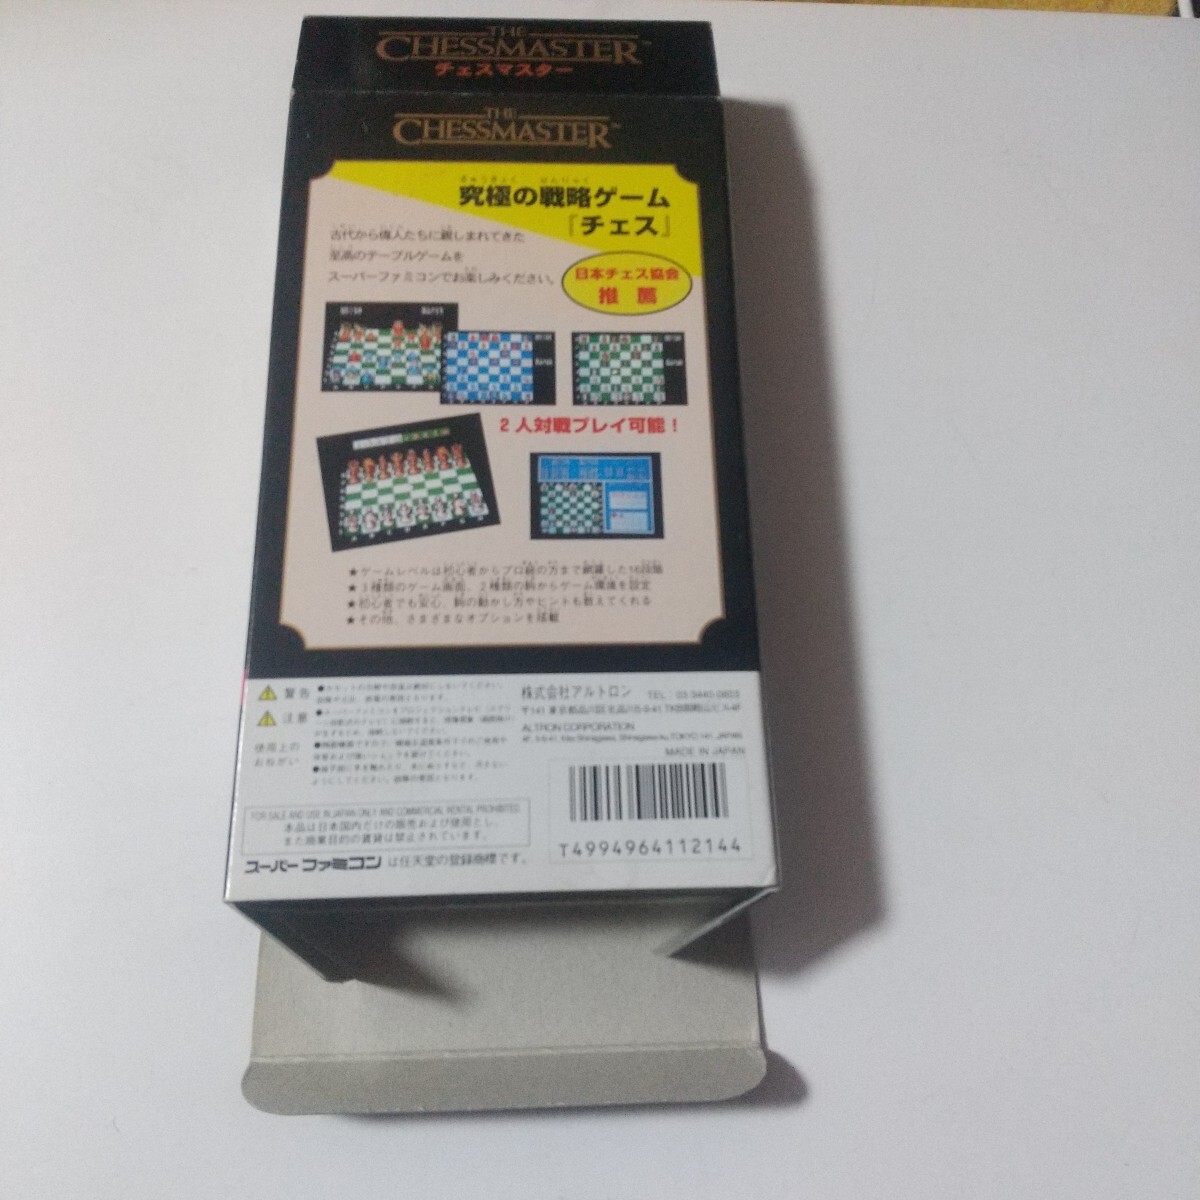 THE
CHESSMASTER™
チェスマスター
THE
CHESSMASTER™
究極の戦略ゲーム
『チェス』
古代から偉人たちに親しまれてきた
至高のテーブルゲームを
スーパーファミコンでお楽しみください。
日本チェス協会
推薦
2人対戦プレイ可能！
★ゲームレベルは初心者からプロ級の方まで網羅した16段階
★3種類のゲーム画面、2種類の駒からゲーム環境を設定
★初心者でも安心、駒の動かし方やヒントも教えてくれる
★その他、さまざまなオプションを搭載
警告
注意
使用上の
おねがい
株式会社アルトロン TEL: 03-3440-0603
ALTRON CORPORATION
MADE IN JAPAN
FOR SALE AND USE IN JAPAN ONLY AND COMMERCIAL RENTAL PROHIBITED.
本品は日本国内だけの販売および使用とし、
また商業目的の賃貸は禁止されています。
スーパーファミコン は任天堂の登録商標です。
T4994964112144